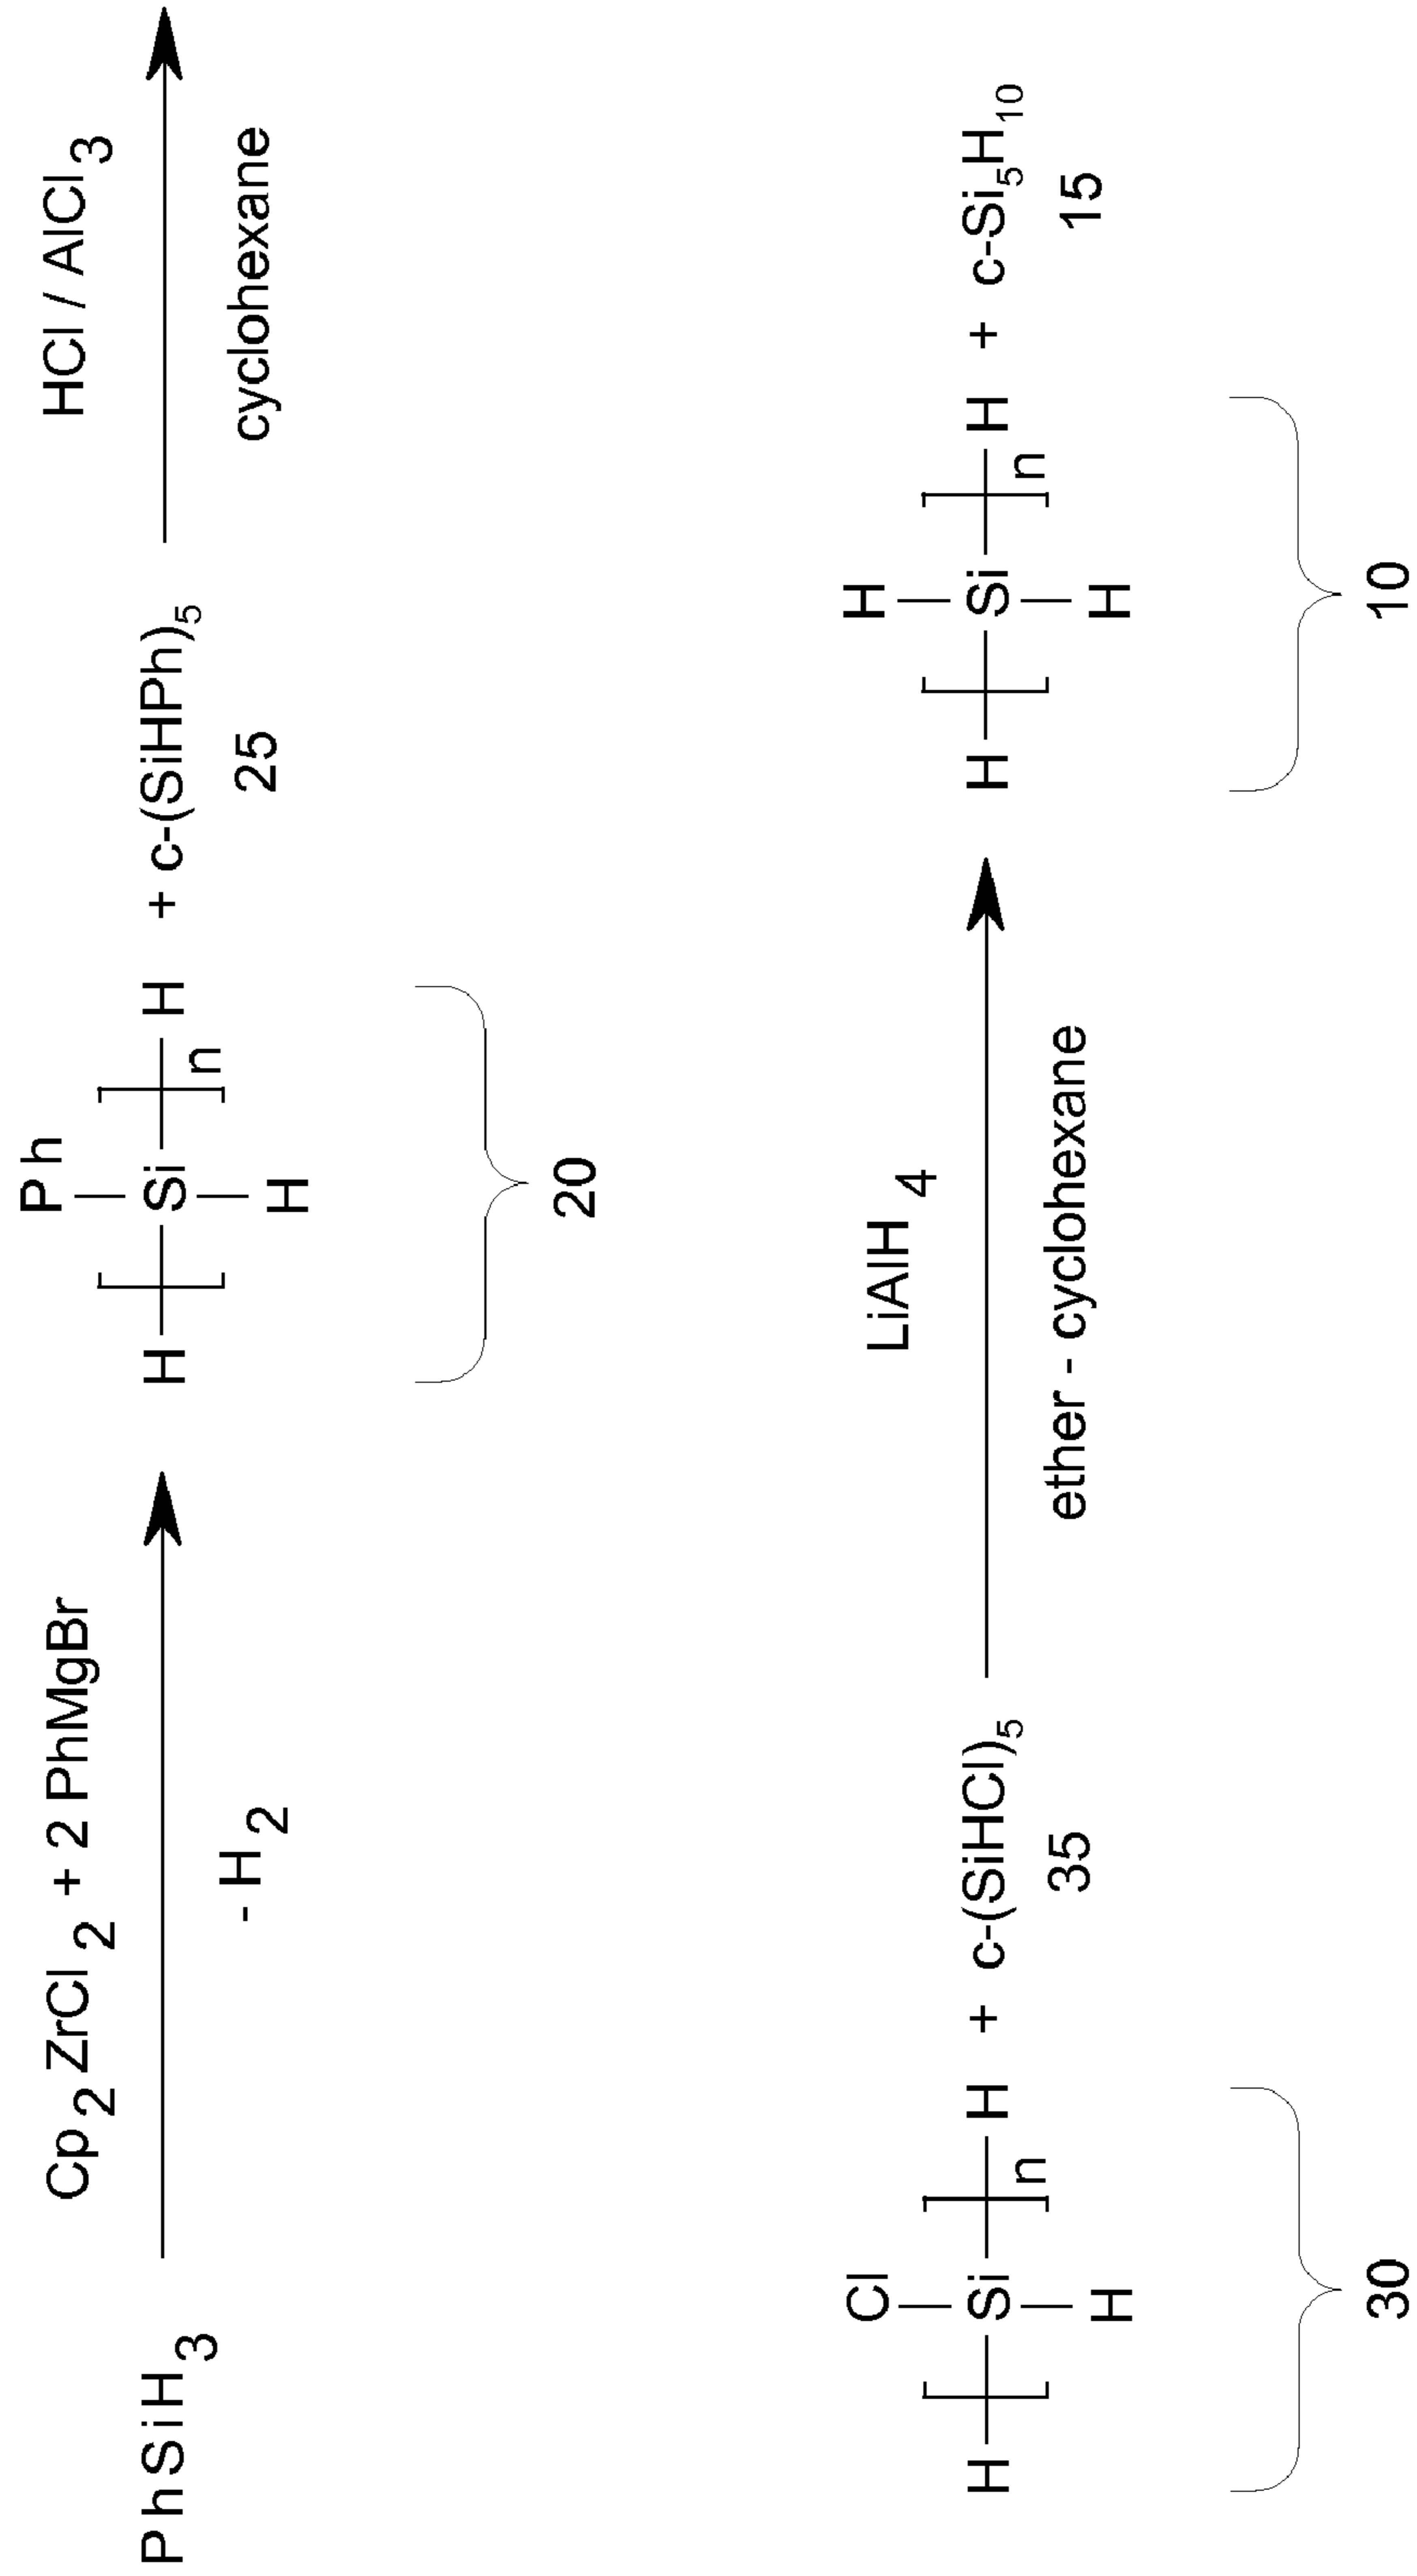 Cp2ZrCl2 + 2 PhMgBr
HCl / AlCl3
Ph
PhSiH3
H [ Si ]n H + c-(SiHPh)5
- H2
H
25
cyclohexane
20
Cl
LiAlH4
H
H [ Si ]n H + c-(SiHCl)5
H [ Si ]n H + c-Si5H10
H
35
ether - cyclohexane
H
15
30
10